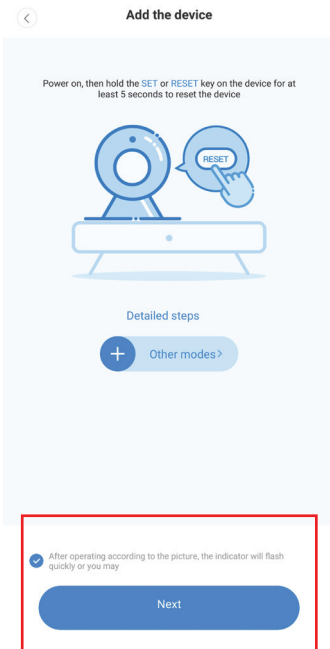 Add the device
Power on, then hold the SET or RESET key on the device for at
least 5 seconds to reset the device
RESET
Detailed steps
Other modes>
After operating according to the picture, the indicator will flash
quickly or you may
Next